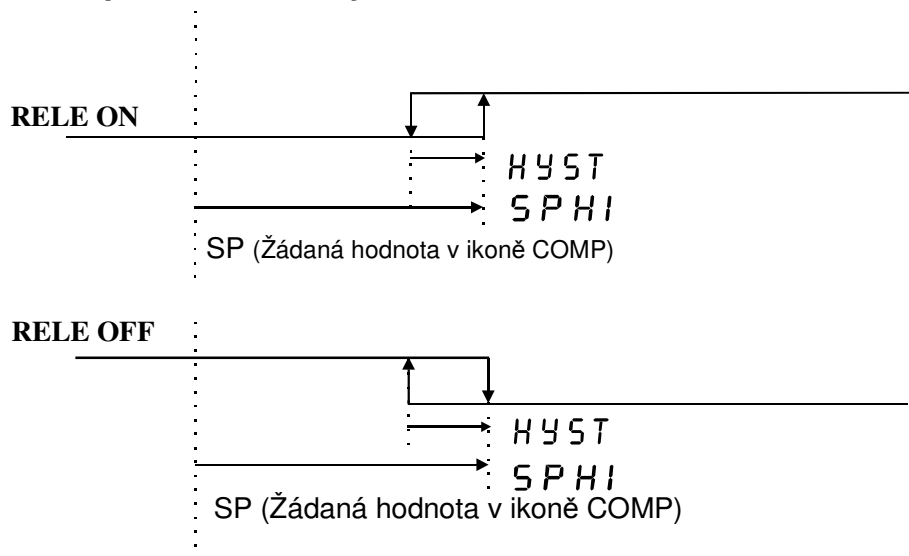 RELE ON
HYST
SPHI
SP (Žádaná hodnota v ikoně COMP)
RELE OFF
HYST
SPHI
SP (Žádaná hodnota v ikoně COMP)